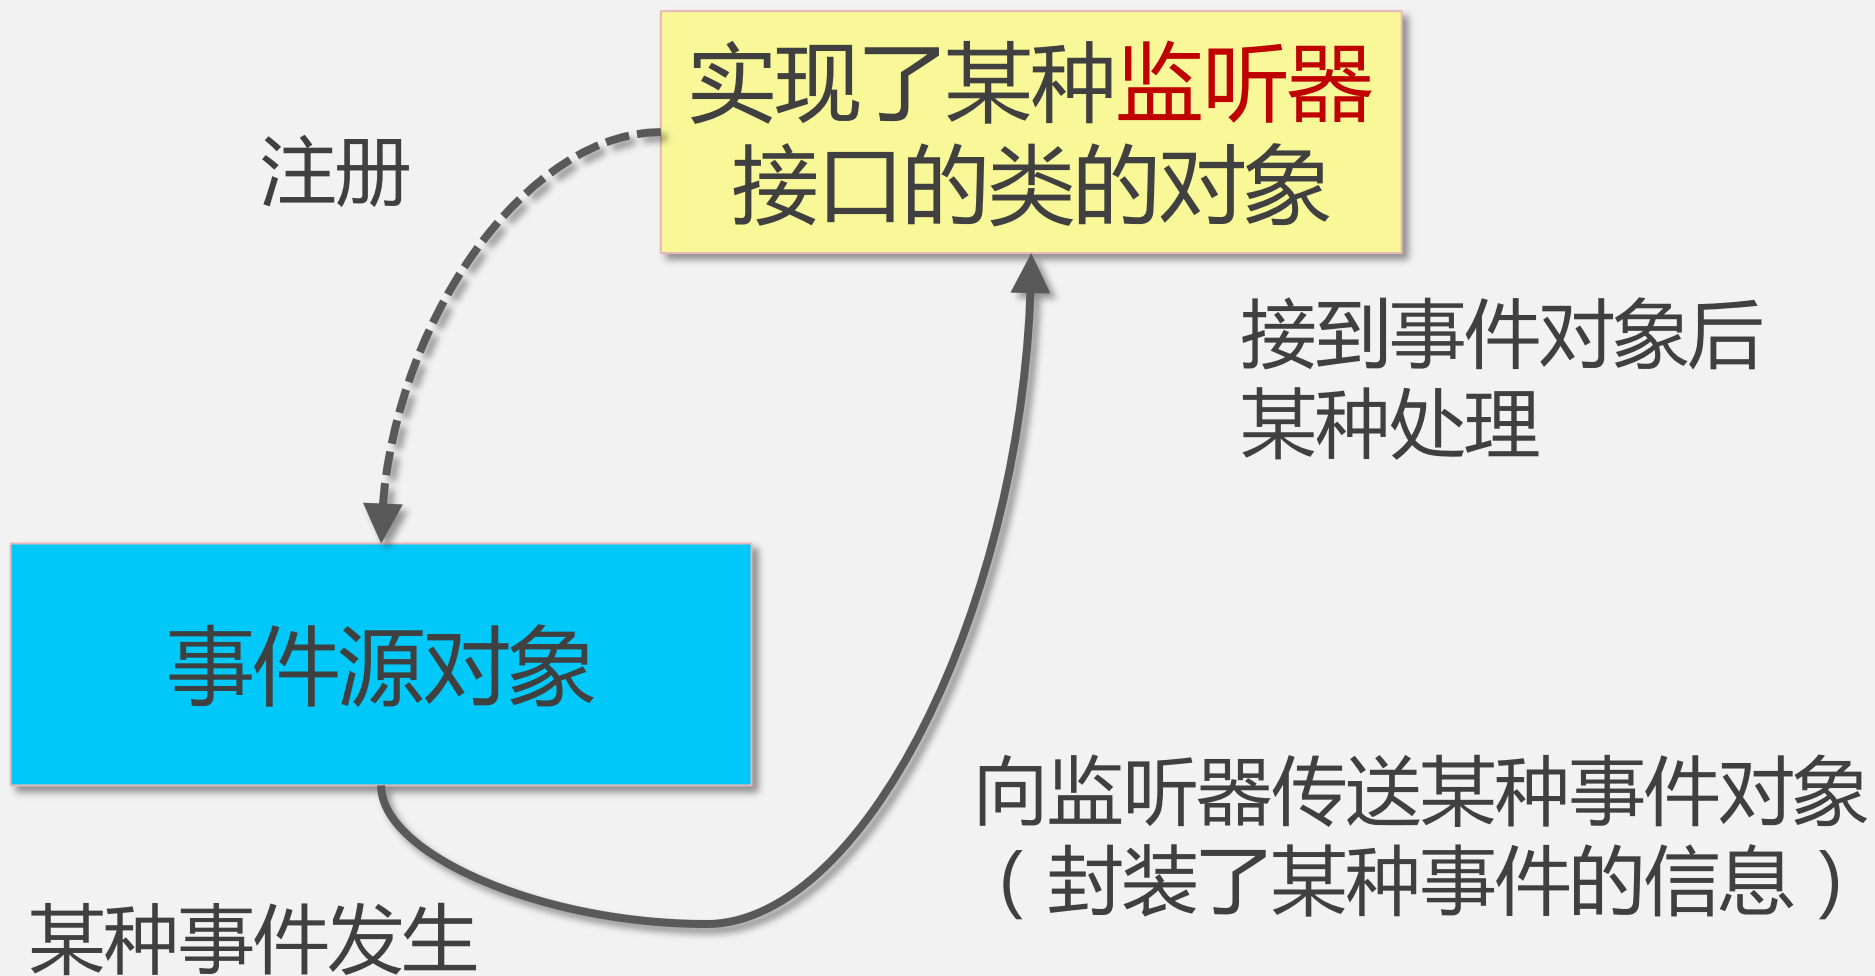 实现了某种监听器
接口的类的对象
注册
接到事件对象后
某种处理
事件源对象
向监听器传送某种事件对象
（封装了某种事件的信息）
某种事件发生